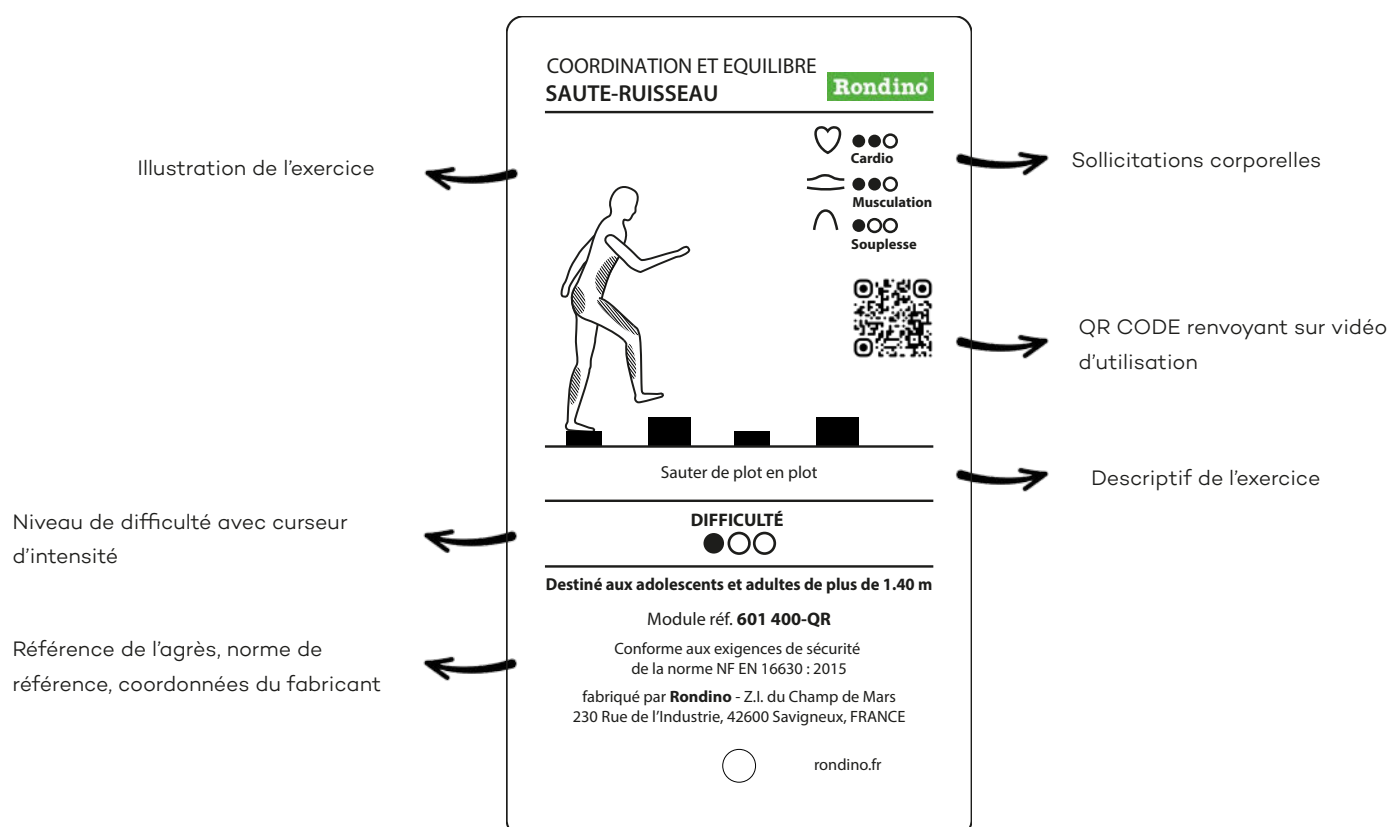 COORDINATION ET EQUILIBRE
SAUTE-RUISSEAU
Rondino
Illustration de l'exercice
Cardio
Musculation
Souplesse
Sollicitations corporelles
QR CODE renvoyant sur vidéo
d'utilisation
Sauter de plot en plot
Descriptif de l'exercice
Niveau de difficulté avec curseur
d'intensité
DIFFICULTÉ
Destiné aux adolescents et adultes de plus de 1.40 m
Module réf. 601 400-QR
Référence de l'agrès, norme de
référence, coordonnées du fabricant
Conforme aux exigences de sécurité
de la norme NF EN 16630 : 2015
fabriqué par Rondino - Z.I. du Champ de Mars
230 Rue de l'Industrie, 42600 Savigneux, FRANCE
rondino.fr